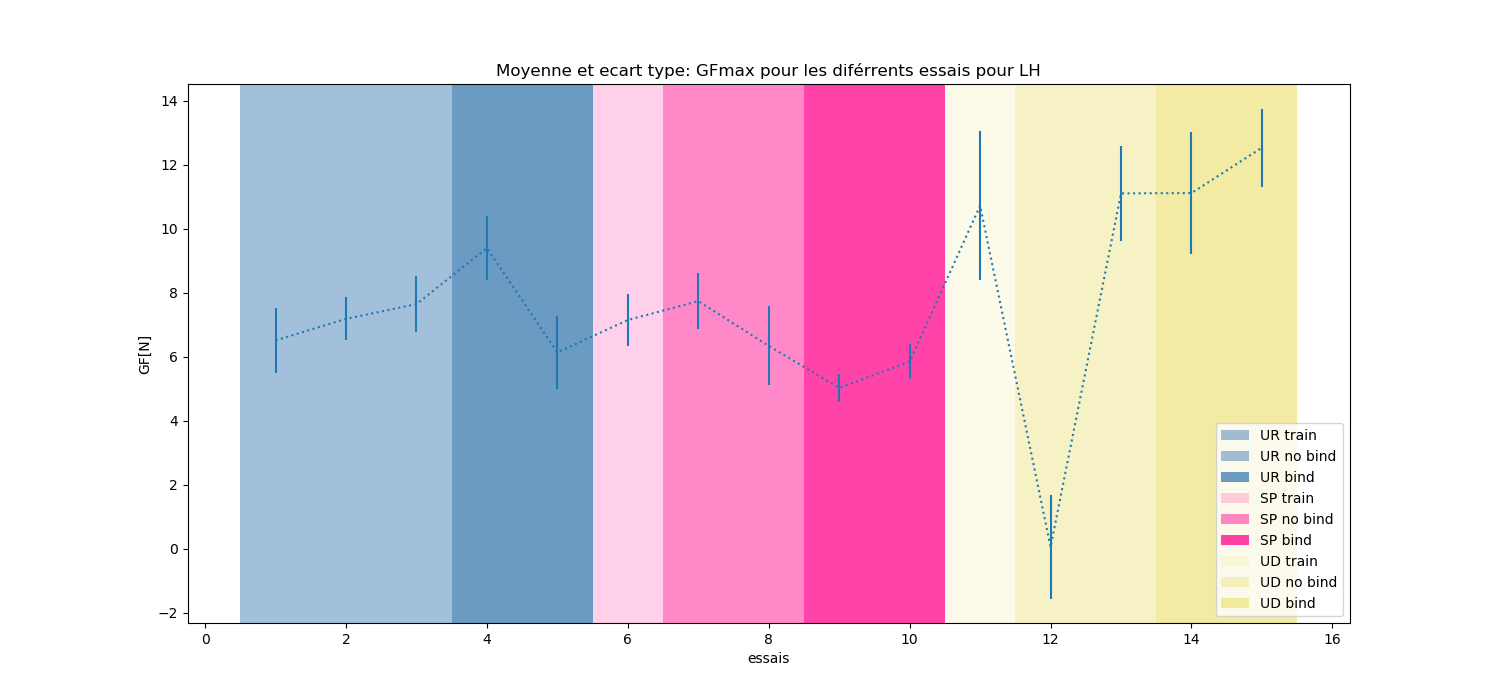 Moyenne et ecart type: GFmax pour les diférrents essais pour LH
14
12
10
8
6
4
2
0
−2
GF[N]
0 2 4 6 8 10 12 14 16
essais
UR train
UR no bind
UR bind
SP train
SP no bind
SP bind
UD train
UD no bind
UD bind